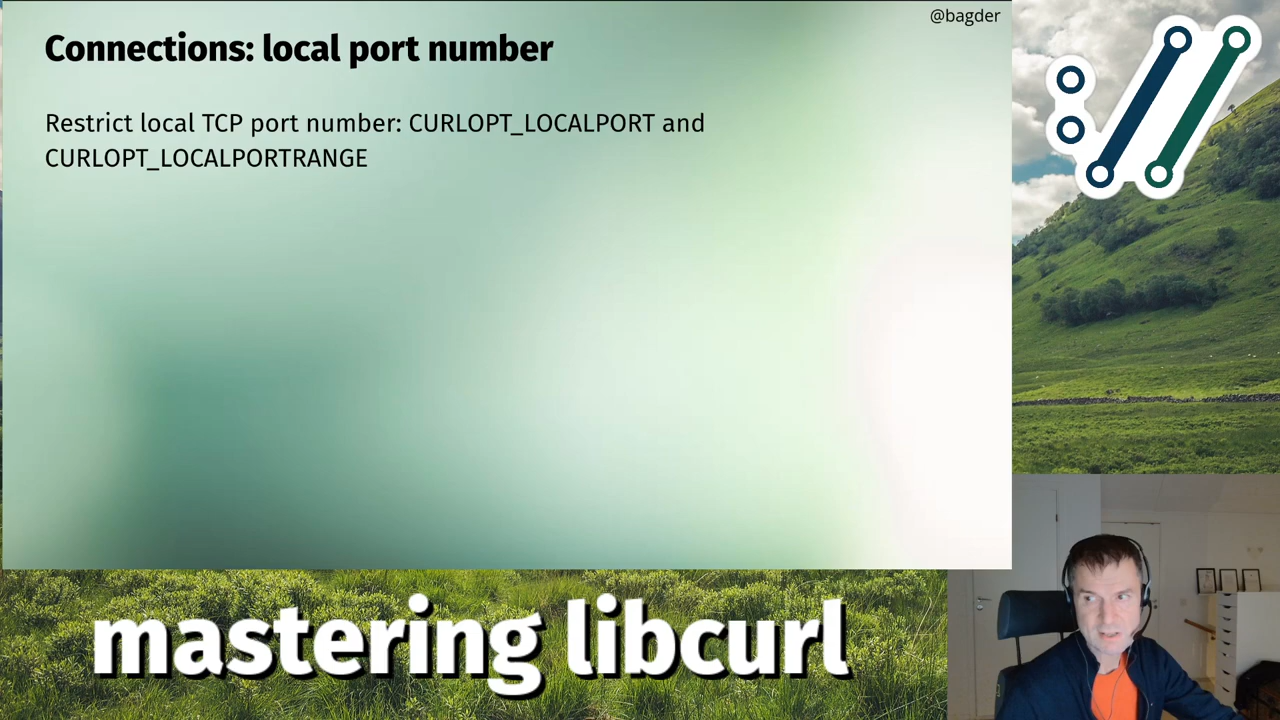 @bagder
Connections: local port number
Restrict local TCP port number: CURLOPT_LOCALPORT and
CURLOPT_LOCALPORTRANGE
mastering libcurl